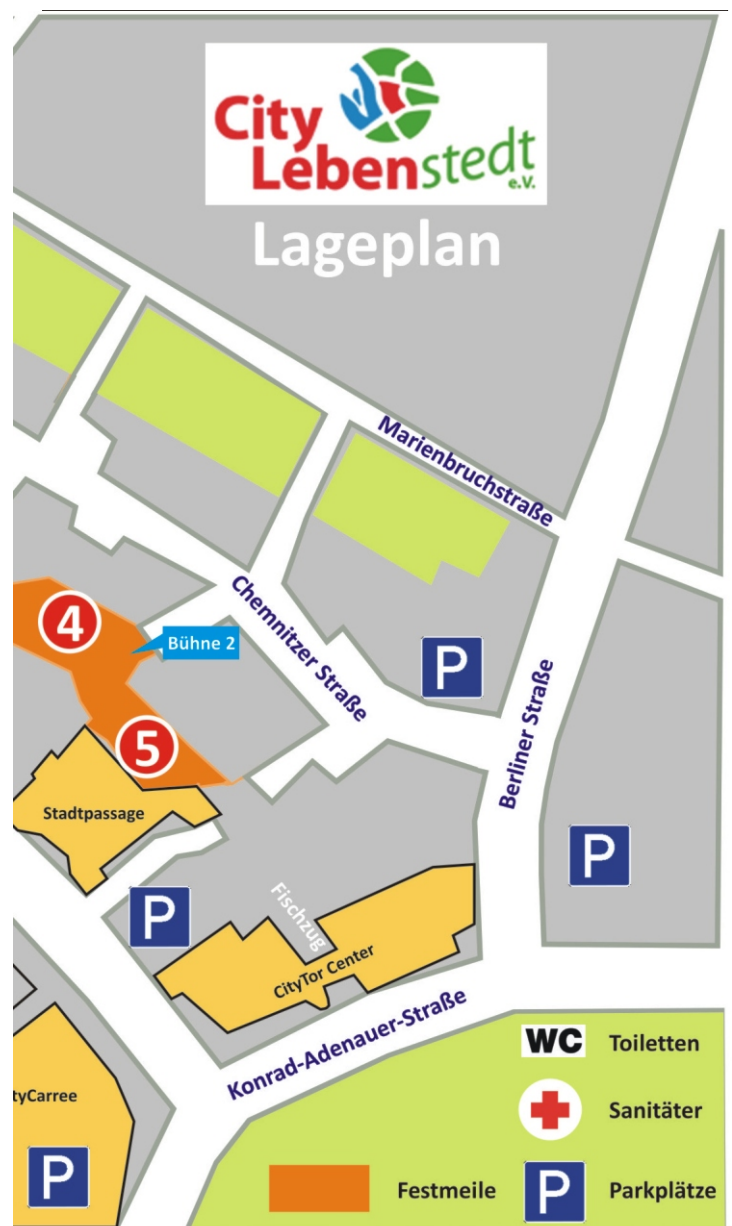 City
Lebenstedt
e.V.
Lageplan
Marienbruchstraße
4
Chemnitzer Straße
Bühne 2
P
5
Berliner Straße
Stadtpassage
P
P
Fischzug
CityTor Center
Konrad-Adenauer-Straße
WC Toiletten
tyCarree
Sanitäter
P
Festmeile
P Parkplätze